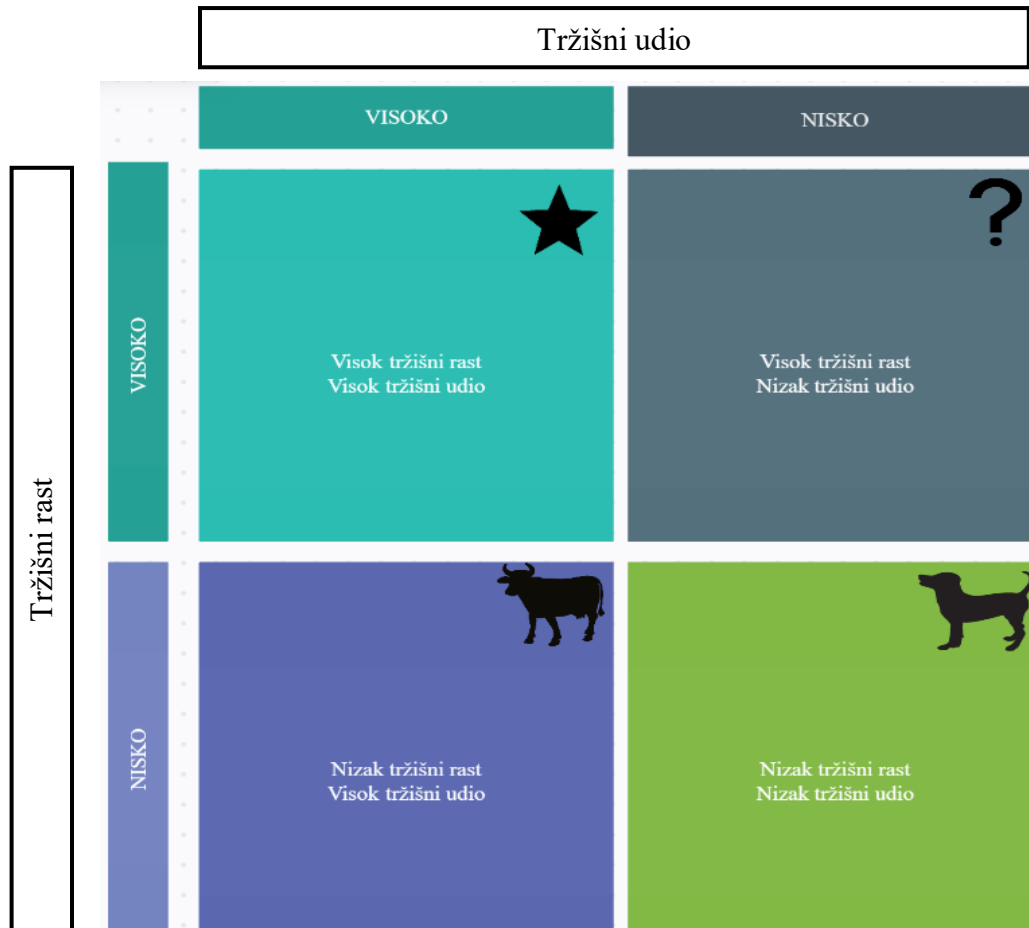 Tržišni udio
VISOKO
NISKO
Tržišni rast
VISOKO
Visok tržišni rast
Visok tržišni udio
?
Visok tržišni rast
Nizak tržišni udio
NISKO
Nizak tržišni rast
Visok tržišni udio
Nizak tržišni rast
Nizak tržišni udio